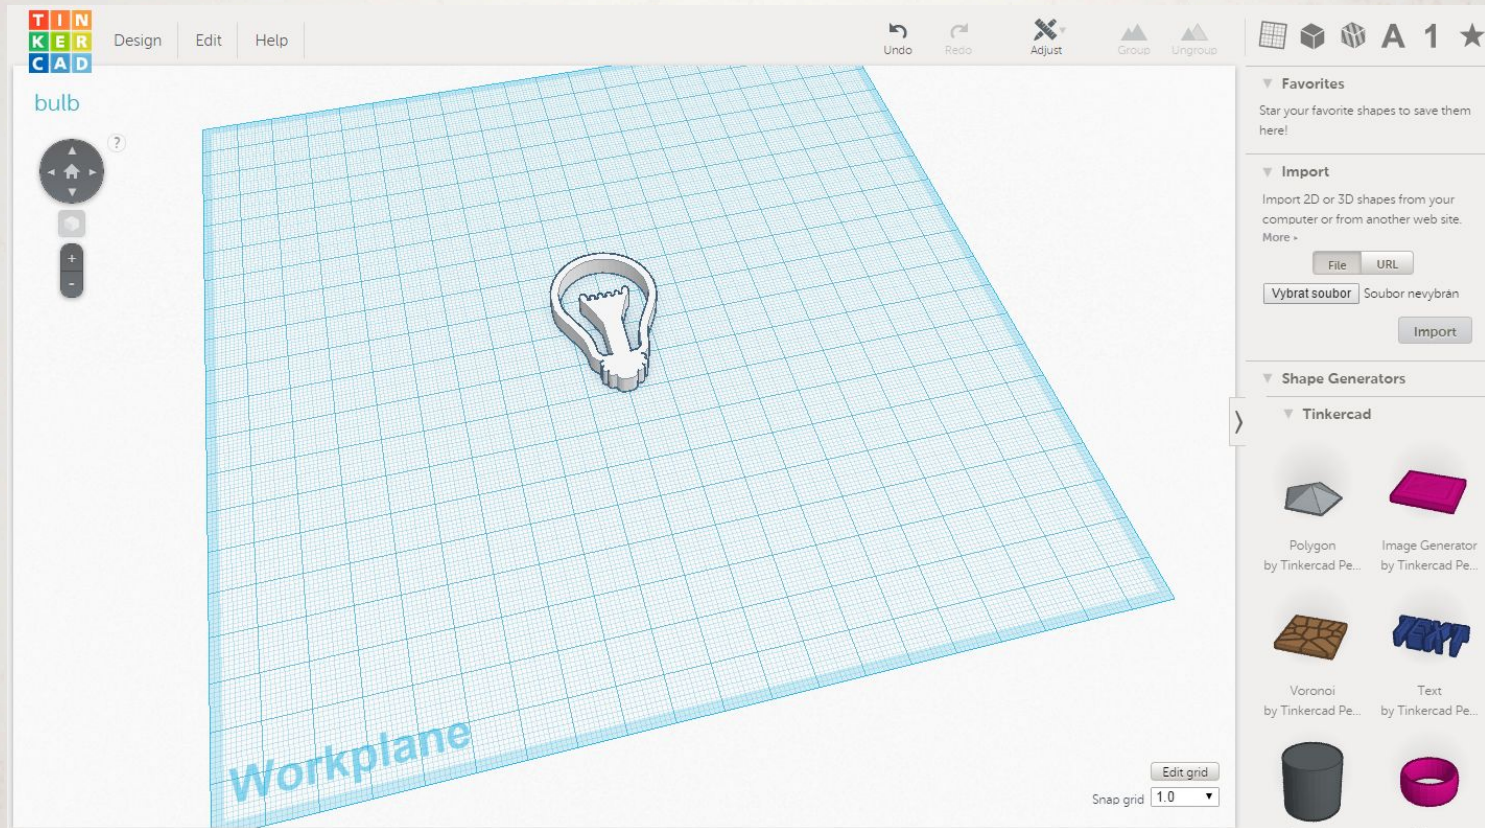 TIN
KER
CAD
Design
Edit
Help
Undo
Redo
Adjust
Group
Ungroup
A 1
bulb
?
+
-
Workplane
Edit grid
Snap grid 1.0
Favorites
Star your favorite shapes to save them
here!
Import
Import 2D or 3D shapes from your
computer or from another web site.
More
File URL
Vybrat soubor Soubor nevybrán
Import
Shape Generators
Tinkercad
Polygon
by Tinkercad Pe...
Image Generator
by Tinkercad Pe...
Voronoi
by Tinkercad Pe...
Text
by Tinkercad Pe...
TEXT